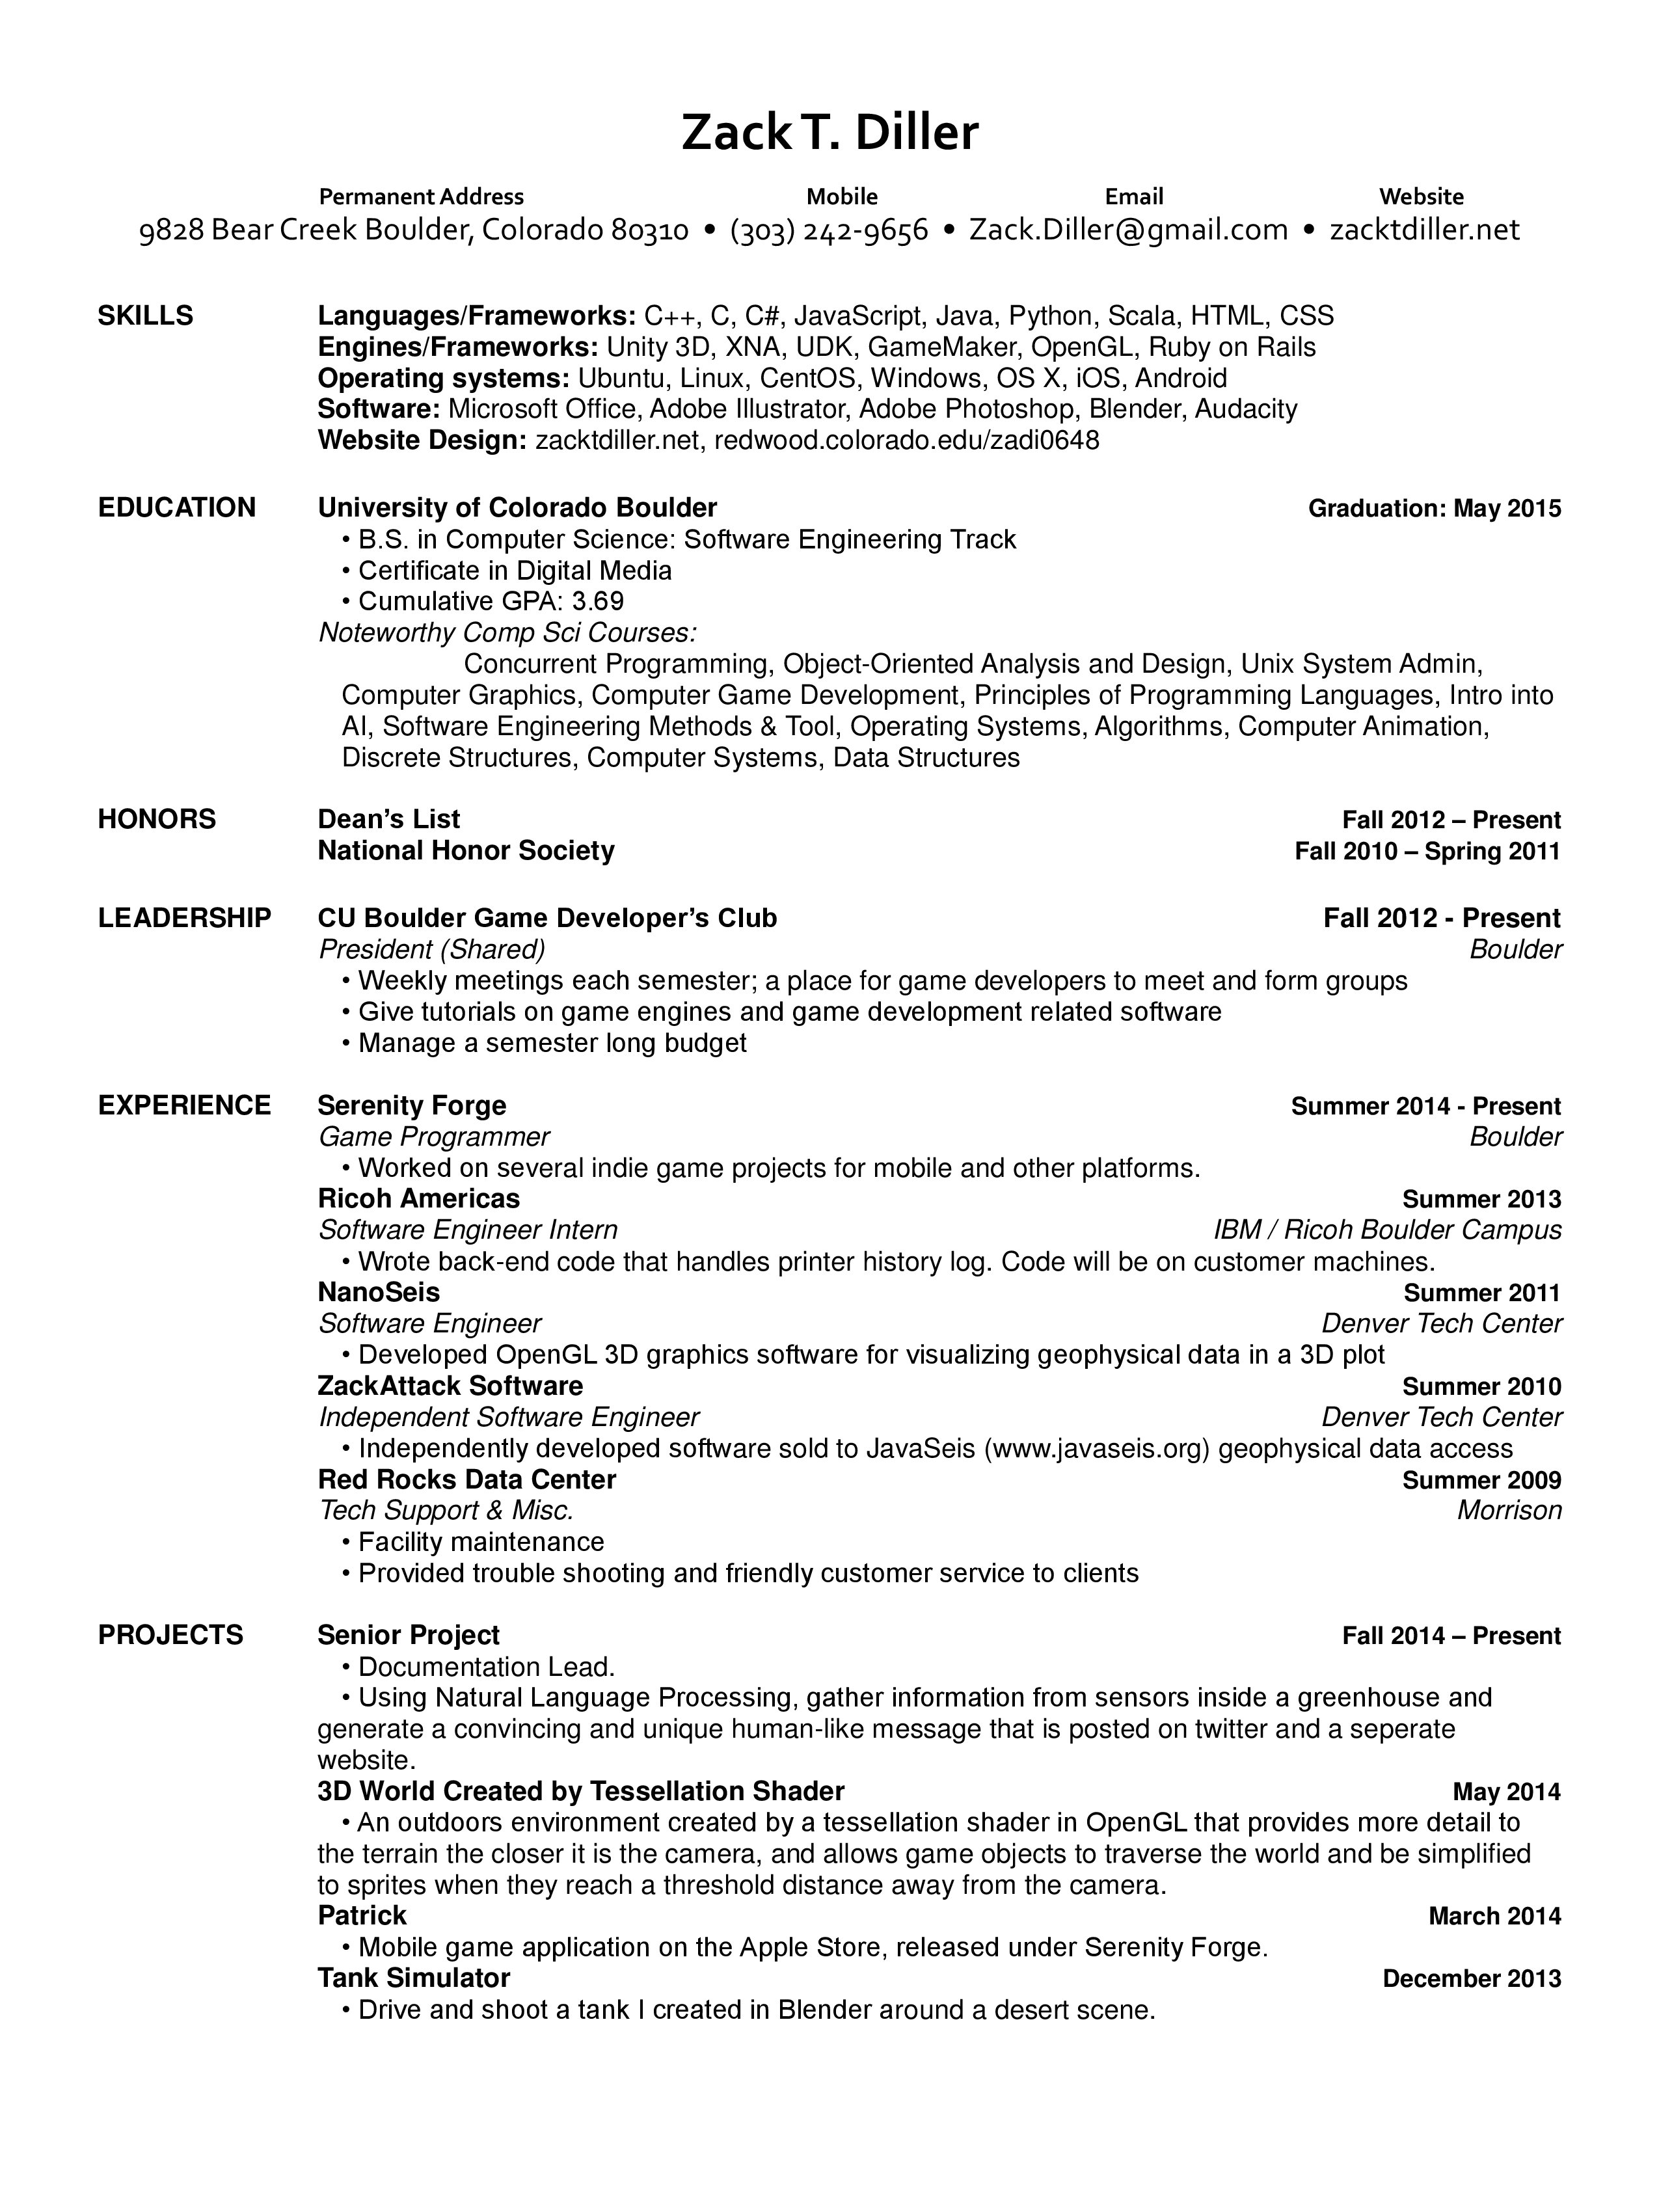 Zack T. Diller
Permanent Address Mobile Email Website
9828 Bear Creek Boulder, Colorado 80310 • (303) 242-9656 • Zack.Diller@gmail.com • zacktdiller.net
SKILLS Languages/Frameworks: C++, C, C#, JavaScript, Java, Python, Scala, HTML, CSS
Engines/Frameworks: Unity 3D, XNA, UDK, GameMaker, OpenGL, Ruby on Rails
Operating systems: Ubuntu, Linux, CentOS, Windows, OS X, iOS, Android
Software: Microsoft Office, Adobe Illustrator, Adobe Photoshop, Blender, Audacity
Website Design: zacktdiller.net, redwood.colorado.edu/zadi0648
EDUCATION University of Colorado Boulder Graduation: May 2015
• B.S. in Computer Science: Software Engineering Track
• Certificate in Digital Media
• Cumulative GPA: 3.69
Noteworthy Comp Sci Courses:
Concurrent Programming, Object-Oriented Analysis and Design, Unix System Admin,
Computer Graphics, Computer Game Development, Principles of Programming Languages, Intro into
AI, Software Engineering Methods & Tool, Operating Systems, Algorithms, Computer Animation,
Discrete Structures, Computer Systems, Data Structures
HONORS Dean’s List Fall 2012 – Present
National Honor Society Fall 2010 – Spring 2011
LEADERSHIP CU Boulder Game Developer’s Club Fall 2012 - Present
President (Shared) Boulder
• Weekly meetings each semester; a place for game developers to meet and form groups
• Give tutorials on game engines and game development related software
• Manage a semester long budget
EXPERIENCE Serenity Forge Summer 2014 - Present
Game Programmer Boulder
• Worked on several indie game projects for mobile and other platforms.
Ricoh Americas Summer 2013
Software Engineer Intern IBM / Ricoh Boulder Campus
• Wrote back-end code that handles printer history log. Code will be on customer machines.
NanoSeis Summer 2011
Software Engineer Denver Tech Center
• Developed OpenGL 3D graphics software for visualizing geophysical data in a 3D plot
ZackAttack Software Summer 2010
Independent Software Engineer Denver Tech Center
• Independently developed software sold to JavaSeis (www.javaseis.org) geophysical data access
Red Rocks Data Center Summer 2009
Tech Support & Misc. Morrison
• Facility maintenance
• Provided trouble shooting and friendly customer service to clients
PROJECTS Senior Project Fall 2014 – Present
• Documentation Lead.
• Using Natural Language Processing, gather information from sensors inside a greenhouse and
generate a convincing and unique human-like message that is posted on twitter and a seperate
website.
3D World Created by Tessellation Shader May 2014
• An outdoors environment created by a tessellation shader in OpenGL that provides more detail to
the terrain the closer it is the camera, and allows game objects to traverse the world and be simplified
to sprites when they reach a threshold distance away from the camera.
Patrick March 2014
• Mobile game application on the Apple Store, released under Serenity Forge.
Tank Simulator December 2013
• Drive and shoot a tank I created in Blender around a desert scene.